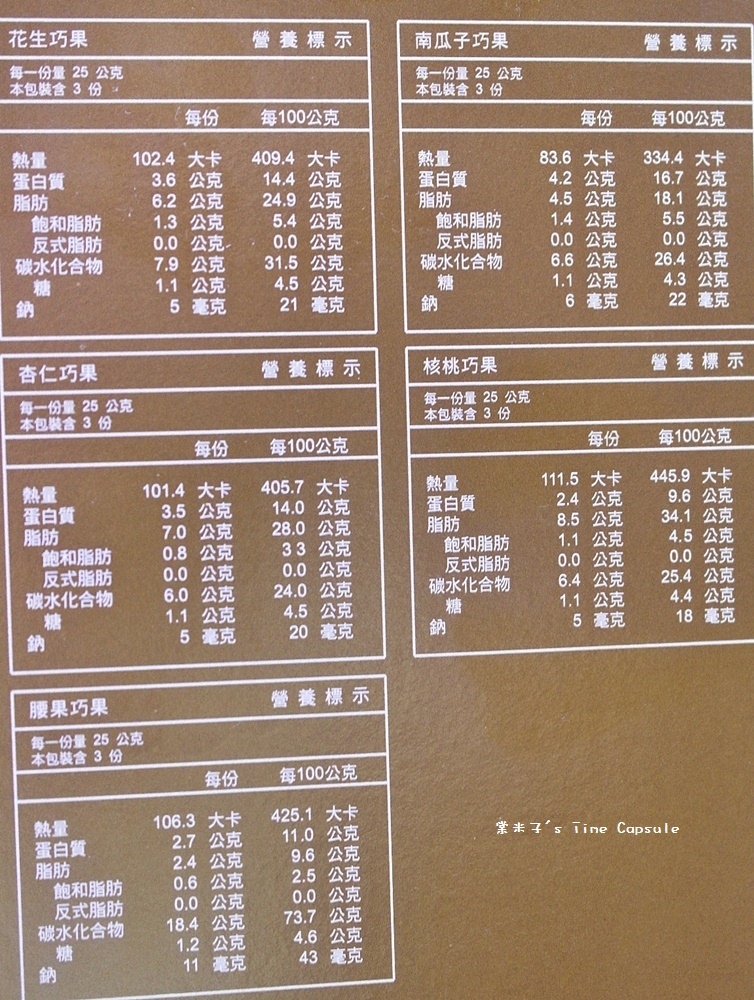 花生巧果 營養標示
每一份量 25 公克
本包裝含 3 份
每份 每100公克
熱量 102.4 大卡 409.4 大卡
蛋白質 3.6 公克 14.4 公克
脂肪 6.2 公克 24.9 公克
飽和脂肪 1.3 公克 5.4 公克
反式脂肪 0.0 公克 0.0 公克
碳水化合物 7.9 公克 31.5 公克
糖 1.1 公克 4.5 公克
鈉 5 毫克 21 毫克
南瓜子巧果 營養標示
每一份量 25 公克
本包裝含 3 份
每份 每100公克
熱量 83.6 大卡 334.4 大卡
蛋白質 4.2 公克 16.7 公克
脂肪 4.5 公克 18.1 公克
飽和脂肪 1.4 公克 5.5 公克
反式脂肪 0.0 公克 0.0 公克
碳水化合物 6.6 公克 26.4 公克
糖 1.1 公克 4.3 公克
鈉 6 毫克 22 毫克
杏仁巧果 營養標示
每一份量 25 公克
本包裝含 3 份
每份 每100公克
熱量 101.4 大卡 405.7 大卡
蛋白質 3.5 公克 14.0 公克
脂肪 7.0 公克 28.0 公克
飽和脂肪 0.8 公克 3 3 公克
反式脂肪 0.0 公克 0.0 公克
碳水化合物 6.0 公克 24.0 公克
糖 1.1 公克 4.5 公克
鈉 5 毫克 20 毫克
核桃巧果 營養標示
每一份量 25 公克
本包裝含 3 份
每份 每100公克
熱量 111.5 大卡 445.9 大卡
蛋白質 2.4 公克 9.6 公克
脂肪 8.5 公克 34.1 公克
飽和脂肪 1.1 公克 4.5 公克
反式脂肪 0.0 公克 0.0 公克
碳水化合物 6.4 公克 25.4 公克
糖 1.1 公克 4.4 公克
鈉 5 毫克 18 毫克
腰果巧果 營養標示
每一份量 25 公克
本包裝含 3 份
每份 每100公克
熱量 106.3 大卡 425.1 大卡
蛋白質 2.7 公克 11.0 公克
脂肪 2.4 公克 9.6 公克
飽和脂肪 0.6 公克 2.5 公克
反式脂肪 0.0 公克 0.0 公克
碳水化合物 18.4 公克 73.7 公克
糖 1.2 公克 4.6 公克
鈉 11 毫克 43 毫克
米子's Time Capsule